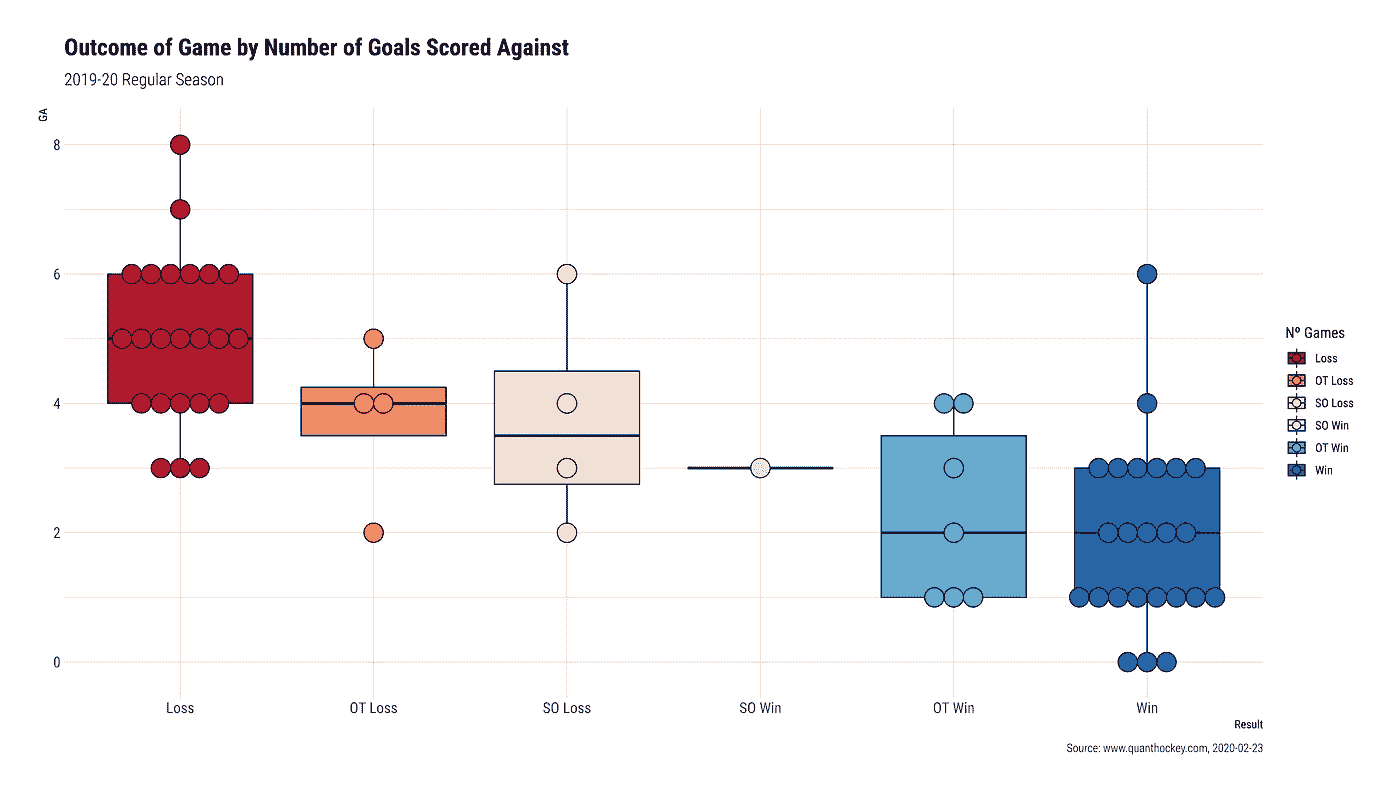 Outcome of Game by Number of Goals Scored Against
2019-20 Regular Season
GA
8
6
4
2
0
Loss
OT Loss
SO Loss
SO Win
OT Win
Win
Result
Source: www.quanthockey.com, 2020-02-23
Nº Games
Loss
OT Loss
SO Loss
SO Win
OT Win
Win